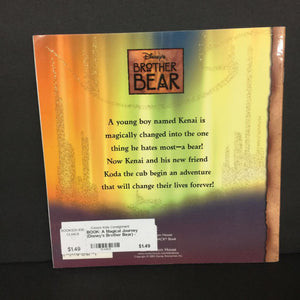 Disney's
BROTHER
BEAR
A young boy named Kenai is
magically changed into the one
thing he hates most—a bear!
Now Kenai and his new friend
Koda the cub begin an adventure
that will change their lives forever!
BOOK: A Magical Journey
(Disney's Brother Bear) -
$1.49
$1.49